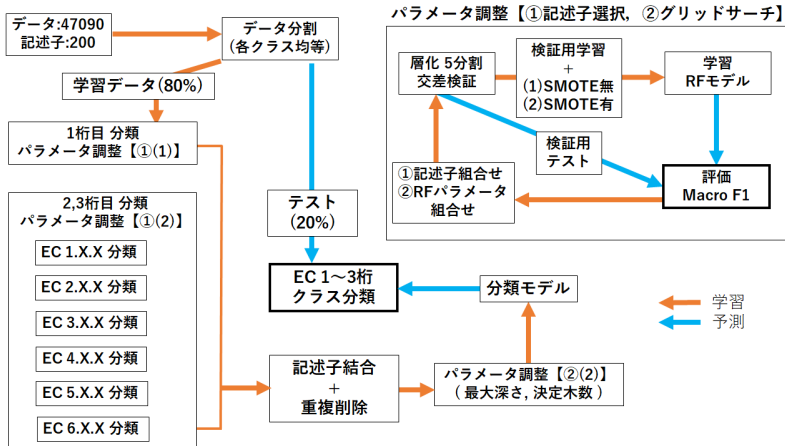 データ:47090
記述子:200
データ分割
(各クラス均等)
学習データ(80%)
1桁目 分類
パラメータ調整【①(1)】
2,3桁目 分類
パラメータ調整【①(2)】
EC 1.X.X 分類
EC 2.X.X 分類
EC 3.X.X 分類
EC 4.X.X 分類
EC 5.X.X 分類
EC 6.X.X 分類
テスト
(20%)
EC 1～3桁
クラス分類
分類モデル
記述子結合
+
重複削除
パラメータ調整【②(2)】
( 最大深さ, 決定木数 )
パラメータ調整【①記述子選択, ②グリッドサーチ】
層化 5分割
交差検証
検証用学習
+
(1)SMOTE無
(2)SMOTE有
学習
RFモデル
検証用
テスト
①記述子組合せ
②RFパラメータ
組合せ
評価
Macro F1
学習
予測